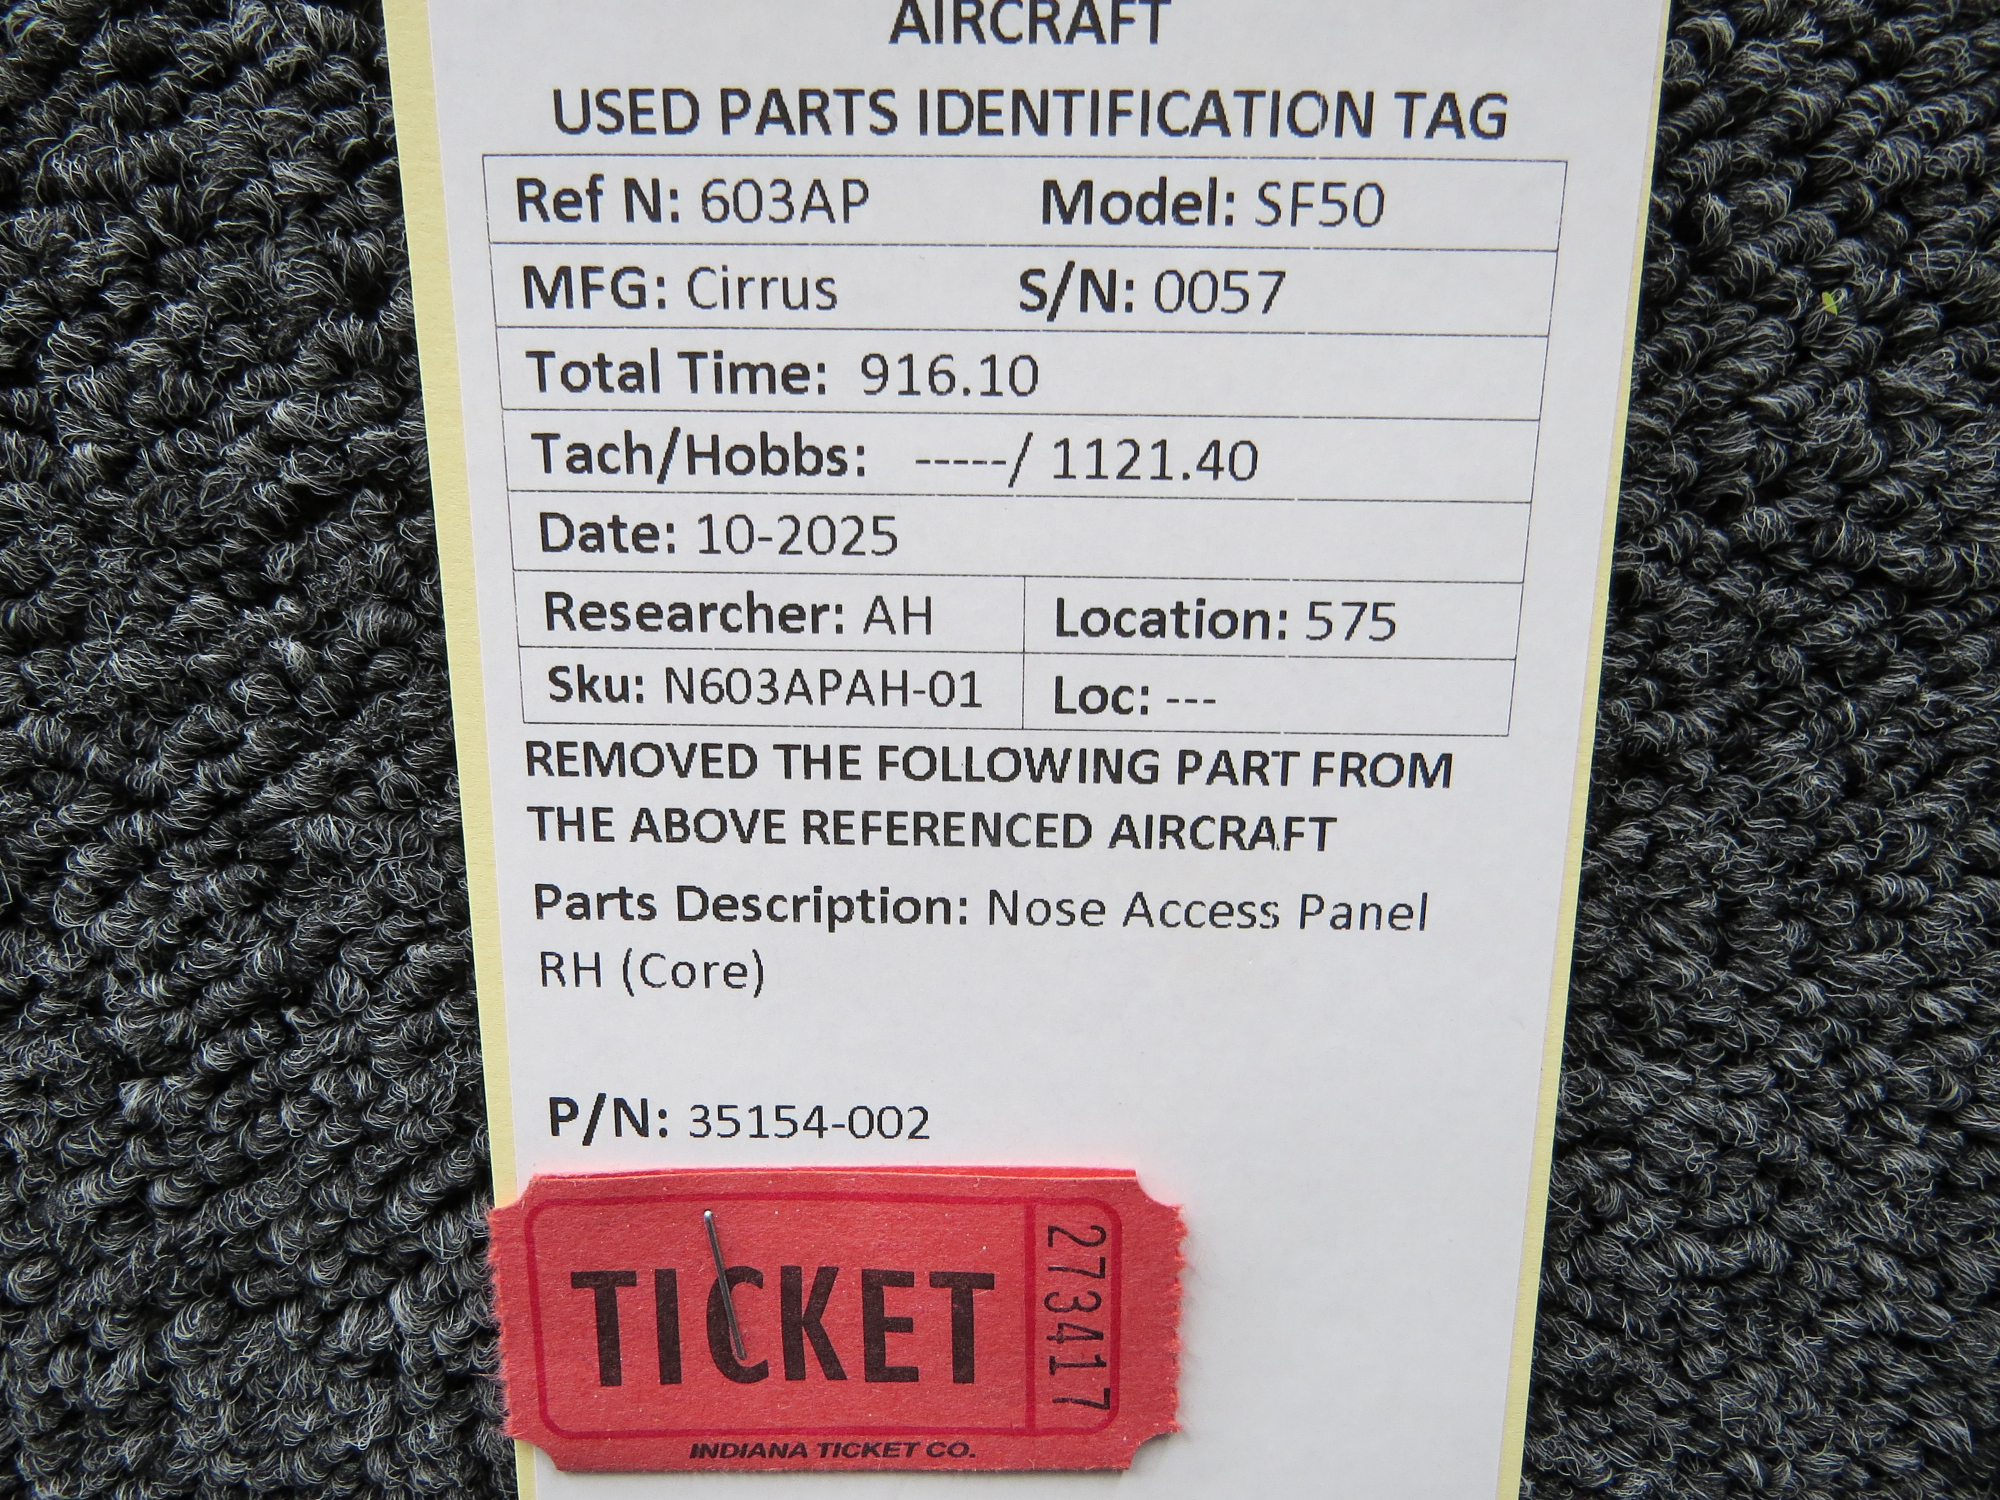 AIRCRAFT
USED PARTS IDENTIFICATION TAG
Ref N: 603AP Model: SF50
MFG: Cirrus S/N: 0057
Total Time: 916.10
Tach/Hobbs: -----/ 1121.40
Date: 10-2025
Researcher: AH Location: 575
Sku: N603APAH-01 Loc: ---
REMOVED THE FOLLOWING PART FROM
THE ABOVE REFERENCED AIRCRAFT
Parts Description: Nose Access Panel
RH (Core)
P/N: 35154-002
TICKET
273417
INDIANA TICKET CO.